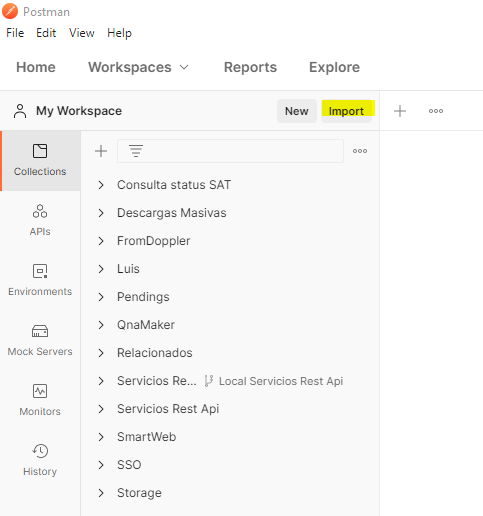 Postman
File Edit View Help
Home Workspaces Reports Explore
My Workspace New Import
Collections
APIs
Environments
Mock Servers
Monitors
History
Consulta status SAT
Descargas Masivas
FromDoppler
Luis
Pendings
QnaMaker
Relacionados
Servicios Re... Local Servicios Rest Api
Servicios Rest Api
SmartWeb
SSO
Storage